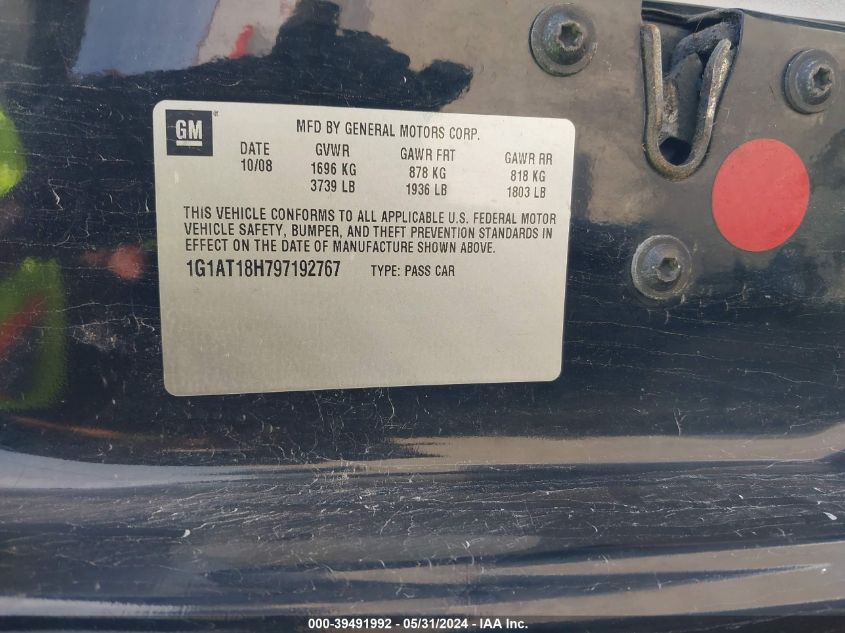 GM
MFD BY GENERAL MOTORS CORP.
DATE GVWR GAWR FRT GAWR RR
10/08 1696 KG 878 KG 818 KG
3739 LB 1936 LB 1803 LB
THIS VEHICLE CONFORMS TO ALL APPLICABLE U.S. FEDERAL MOTOR
VEHICLE SAFETY, BUMPER, AND THEFT PREVENTION STANDARDS IN
EFFECT ON THE DATE OF MANUFACTURE SHOWN ABOVE.
1G1AT18H797192767 TYPE: PASS CAR
000-39491992 - 05/31/2024 - IAA Inc.